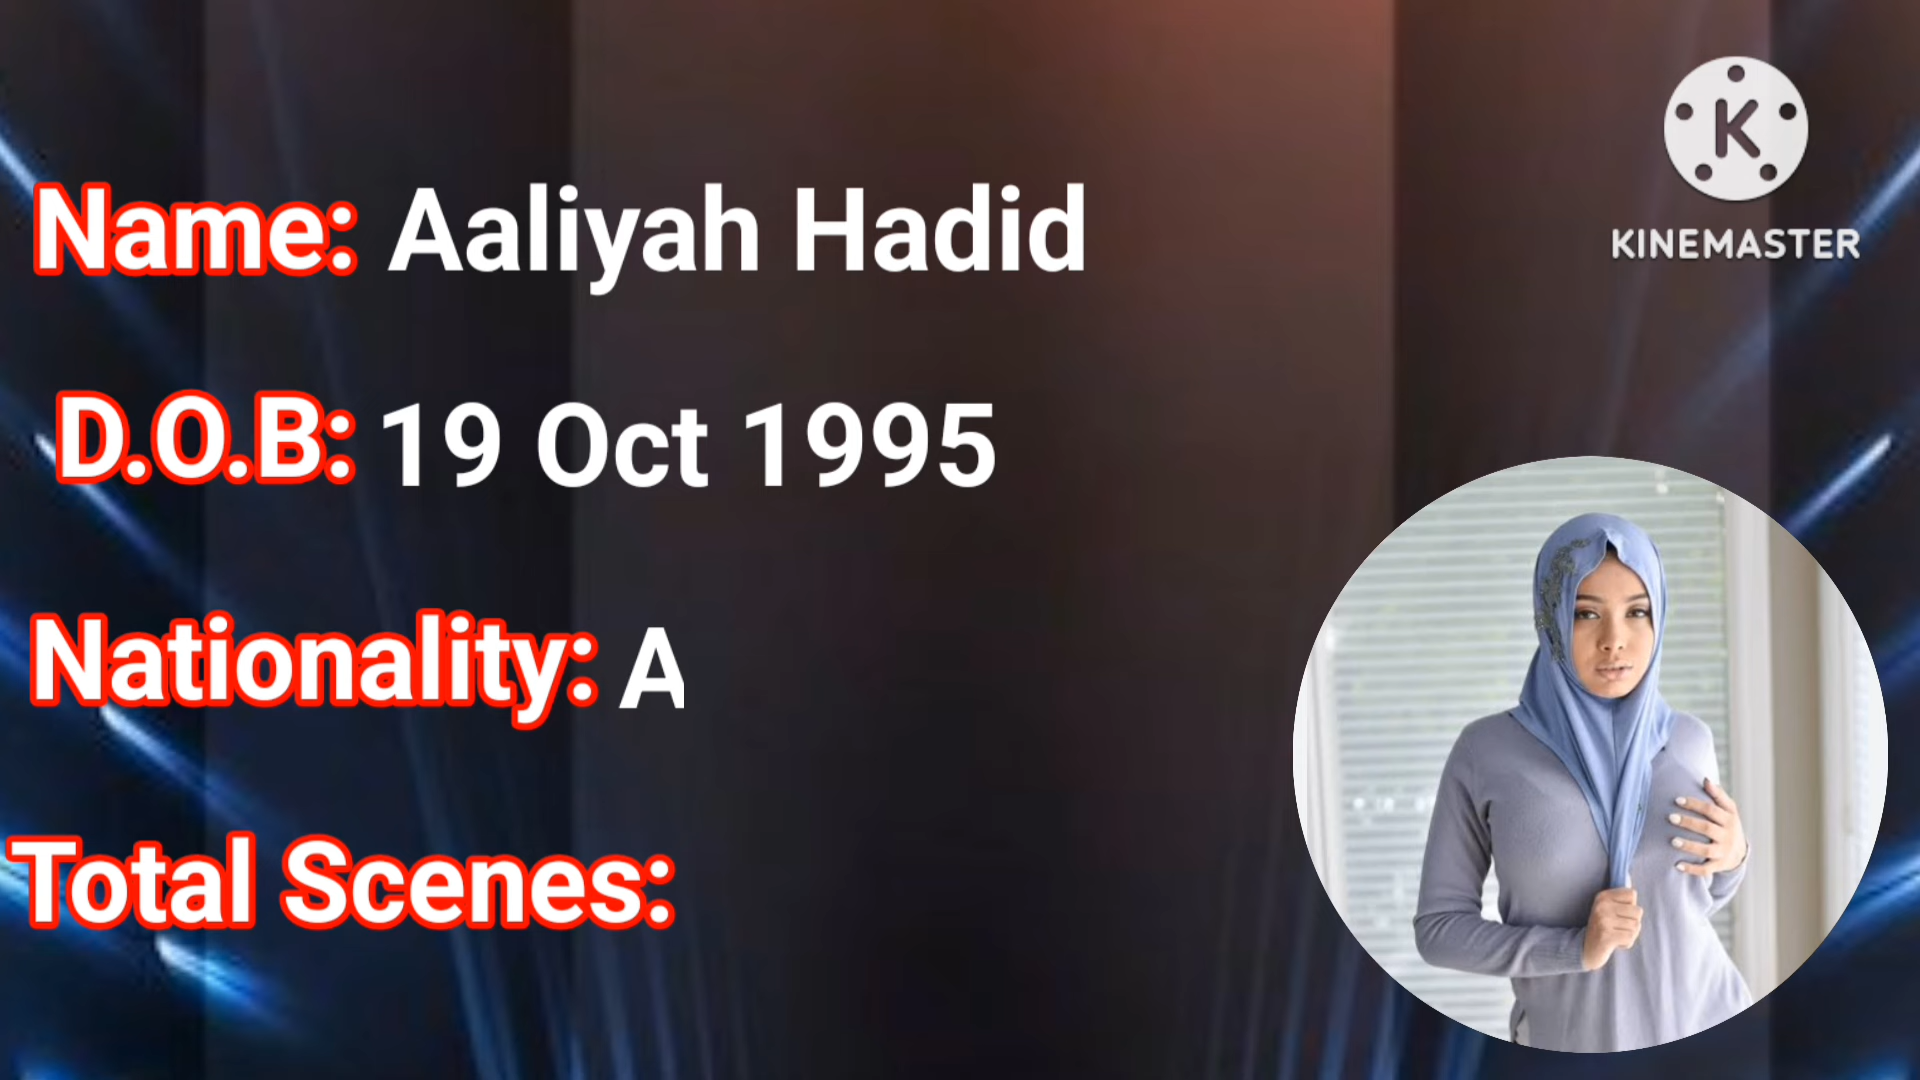 K
KINEMASTER
Name: Aaliyah Hadid
D.O.B: 19 Oct 1995
Nationality: A
Total Scenes: